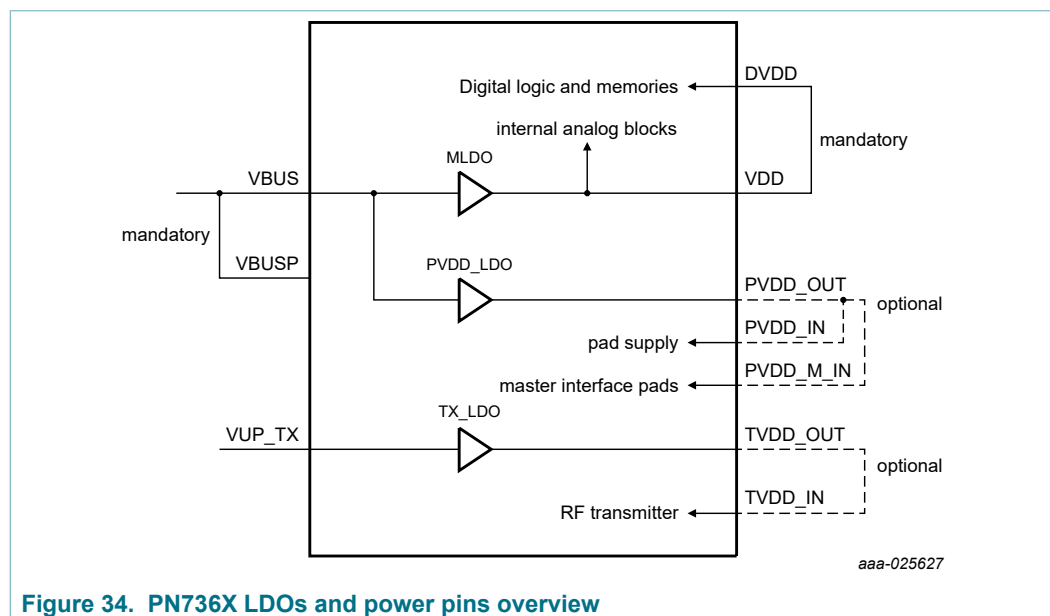 DVDD
Digital logic and memories
internal analog blocks
mandatory
MLDO
VBUS
VDD
mandatory
VBUSP
PVDD_LDO
PVDD_OUT
optional
PVDD_IN
pad supply
PVDD_M_IN
master interface pads
TX_LDO
VUP_TX
TVDD_OUT
optional
TVDD_IN
RF transmitter
aaa-025627
Figure 34. PN736X LDOs and power pins overview